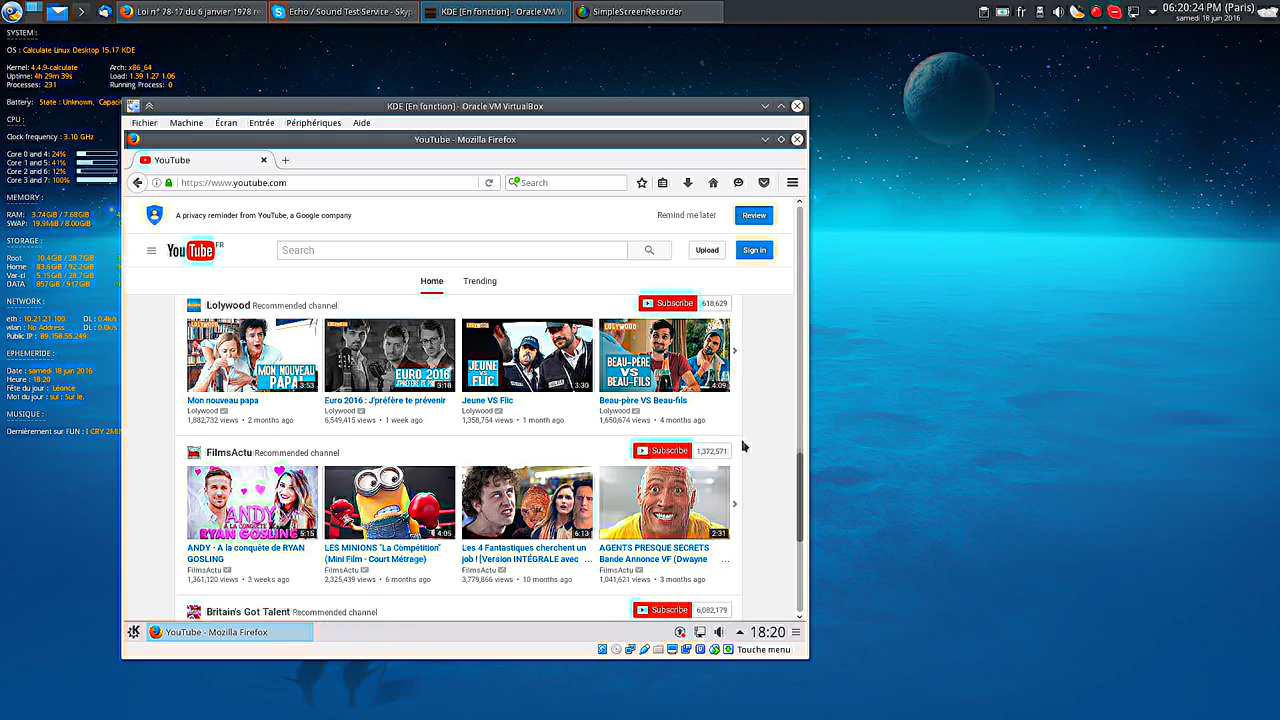 Loi n° 78-17 du 6 janvier 1978 re
Echo / Sound Test Service - Skyp
KDE [En fonction] - Oracle VM Vir
SimpleScreenRecorder
fr
06:20:24 PM (Paris)
samedi 18 juin 2016
SYSTEM :
OS : Calculate Linux Desktop 15.17 KDE
Kernel: 4.4.9-calculate Arch: x86_64
Uptime: 4h 29m 39s Load: 1.39 1.27 1.06
Processes: 231 Running Process: 0
Battery: State : Unknown, Capaci
CPU :
Clock frequency : 3.10 GHz
Core 0 and 4: 24%
Core 1 and 5: 41%
Core 2 and 6: 12%
Core 3 and 7: 100%
MEMORY :
RAM: 3.74GiB / 7.68GiB
SWAP: 19.9MiB / 8.00GiB
STORAGE :
Root 10.4GiB / 28.7GiB
Home 83.6GiB / 92.2GiB
Var-cl 5.15GiB / 28.7GiB
DATA 857GiB / 917GiB
NETWORK :
eth : 10.21.21.100 DL : 0.4k/s
wlan : No Address DL : 0.0k/s
Public IP : 89.158.55.249
EPHEMERIDE :
Date : samedi 18 juin 2016
Heure : 18:20
Fête du jour : Léonce
Mot du jour : sui : Sur le.
MUSIQUE :
Dernièrement sur FUN : I CRY 2MIN
KDE [En fonction] - Oracle VM VirtualBox
Fichier Machine Écran Entrée Périphériques Aide
YouTube - Mozilla Firefox
YouTube
https://www.youtube.com
Search
A privacy reminder from YouTube, a Google company
Remind me later
Review
YouTube FR
Search
Upload
Sign in
Home Trending
Lolywood Recommended channel
Subscribe 618,629
LOLYWOOD
MON NOUVEAU PAPA
3:53
EURO 2016
J'PRÉFÈRE TE PRÉVENIR
3:18
JEUNE VS FLIC
3:30
BEAU-PÈRE VS BEAU-FILS
4:09
Mon nouveau papa
Lolywood
1,882,732 views • 2 months ago
Euro 2016 : J'préfère te prévenir
Lolywood
6,549,415 views • 1 week ago
Jeune VS Flic
Lolywood
1,358,754 views • 1 month ago
Beau-père VS Beau-fils
Lolywood
1,650,674 views • 4 months ago
FilmsActu Recommended channel
Subscribe 1,372,571
ANDY
A LA CONQUÊTE DE
RYAN GOSLING
5:15
4:05
6:13
2:31
ANDY - A la conquête de RYAN
GOSLING
FilmsActu
1,361,120 views • 3 weeks ago
LES MINIONS "La Compétition"
(Mini Film - Court Métrage)
FilmsActu
2,325,439 views • 6 months ago
Les 4 Fantastiques cherchent un
job ! [Version INTÉGRALE avec ...
FilmsActu
3,779,866 views • 10 months ago
AGENTS PRESQUE SECRETS
Bande Annonce VF (Dwayne ...
FilmsActu
1,041,621 views • 3 months ago
Britain's Got Talent Recommended channel
Subscribe 6,082,179
YouTube - Mozilla Firefox
18:20
Touche menu